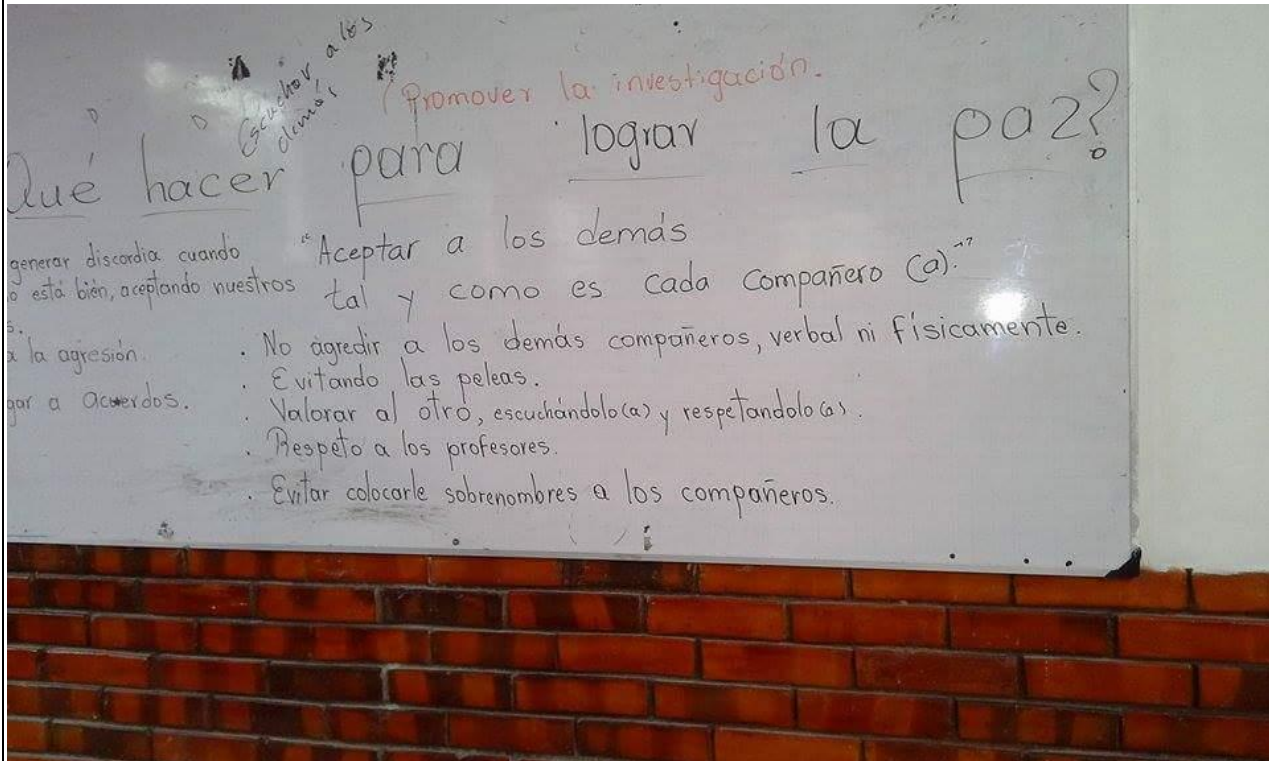 Escuchar a los
demás
Promover la investigación.
Qué hacer para lograr la paz?
generar discordia cuando
está bien, aceptando nuestros
a la agresión.
a acuerdos.
"Aceptar a los demás
tal y como es cada compañero (a)."
. No agredir a los demás compañeros, verbal ni físicamente.
. Evitando las peleas.
. Valorar al otro, escuchándolo(a) y respetandolo(a).
. Respeto a los profesores.
. Evitar colocarle sobrenombres a los compañeros.